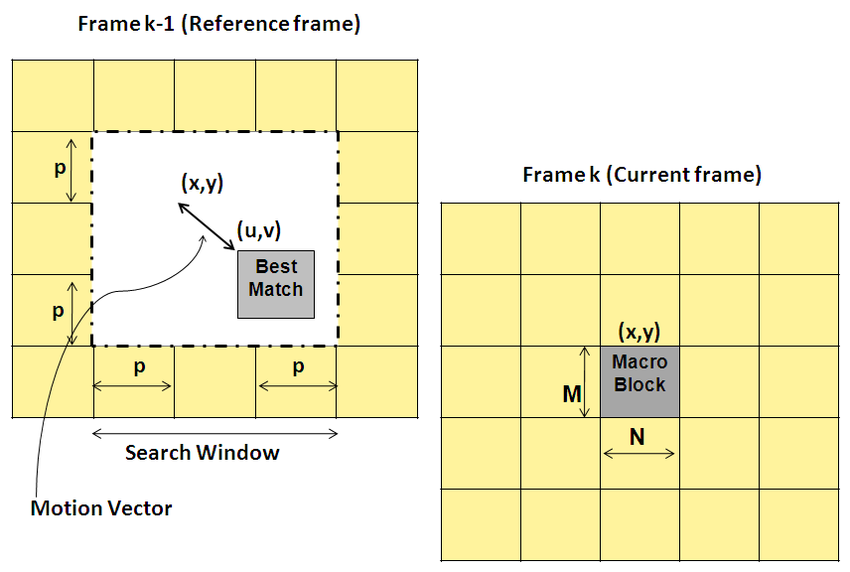 Frame k-1 (Reference frame)
p
(x,y)
(u,v)
Best
Match
p
p
p
Search Window
Motion Vector
Frame k (Current frame)
(x,y)
Macro
Block
M
N